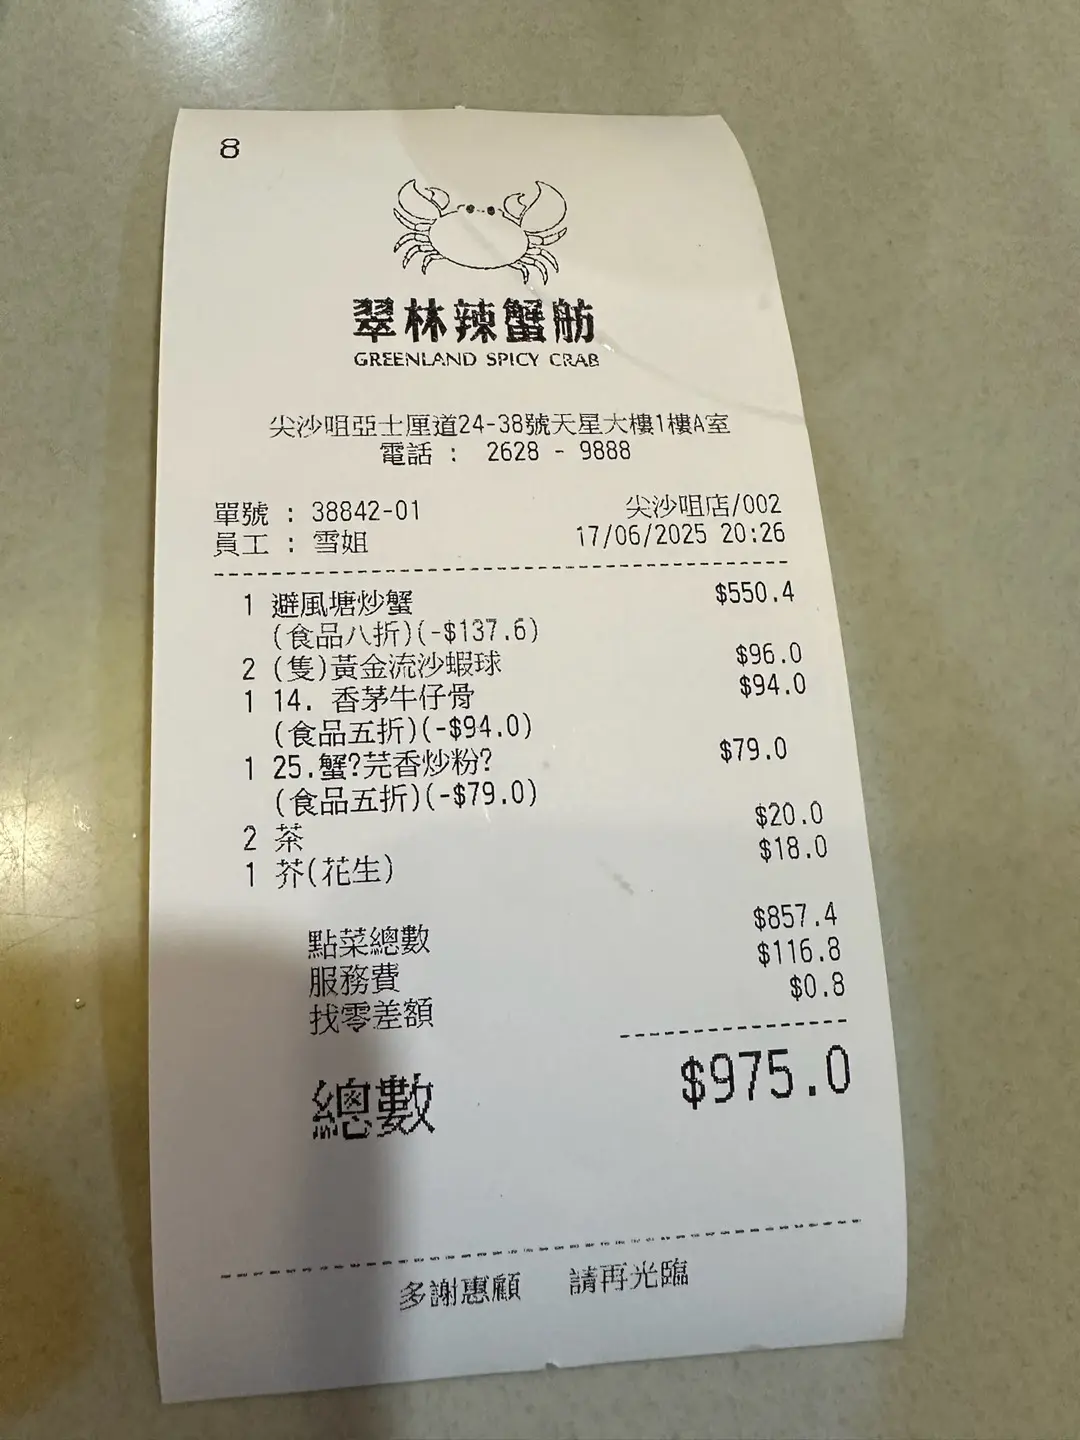 8
翠林辣蟹舫
GREENLAND SPICY CRAB
尖沙咀亞士厘道24-38號天星大樓1樓A室
電話 : 2628 - 9888
單號 : 38842-01 尖沙咀店/002
員工 : 雪姐 17/06/2025 20:26
1 避風塘炒蟹 $550.4
(食品八折)(-$137.6)
2 (隻)黃金流沙蝦球 $96.0
1 14. 香茅牛仔骨 $94.0
(食品五折)(-$94.0)
1 25.蟹?芫香炒粉? $79.0
(食品五折)(-$79.0)
2 茶 $20.0
1 芥(花生) $18.0
點菜總數 $857.4
服務費 $116.8
找零差額 $0.8
總數 $975.0
多謝惠顧 請再光臨